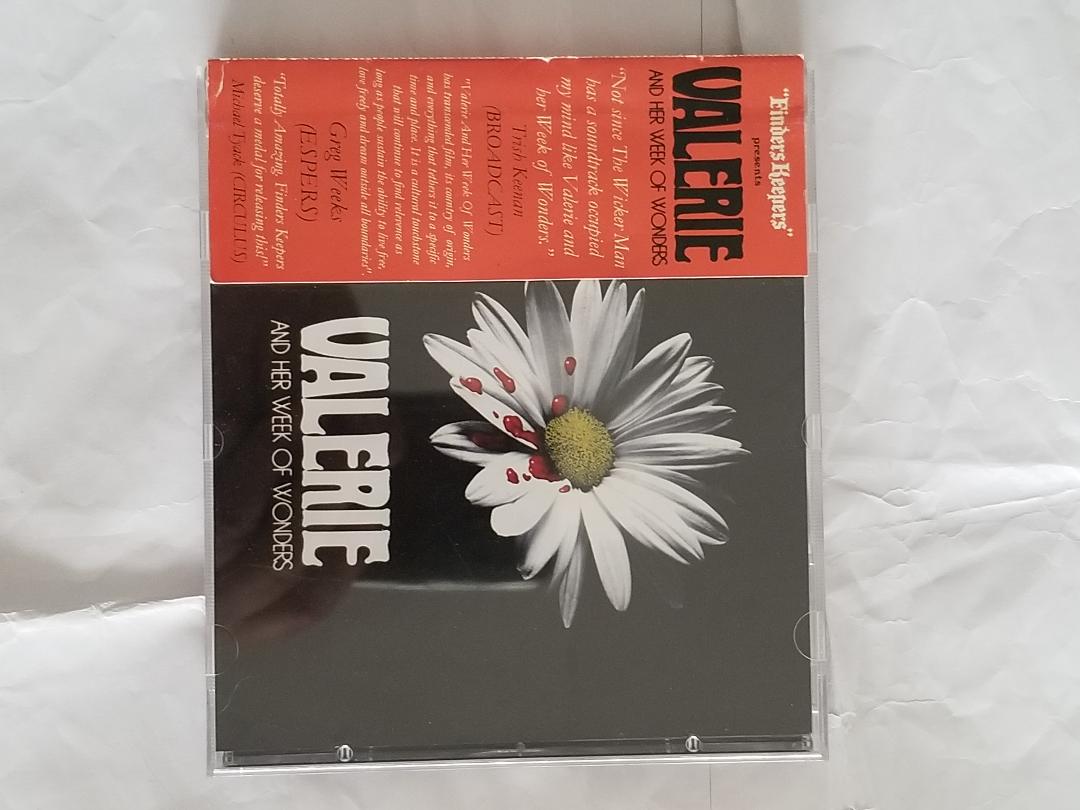 "Finders Keepers"
presents
VALERIE
AND HER WEEK OF WONDERS
"Not since The Wicker Man
has a soundtrack occupied
my mind like Valerie and
her Week of Wonders."
Trish Keenan
(BROADCAST)
"Valerie And Her Week Of Wonders
has transcended film, its country of origin,
and everything that tethers it to a specific
time and place. It is a cultural touchstone
that will continue to find relevence as
long as people sustain the ability to live free,
love freely and dream outside all boundaries".
Greg Weeks
(ÆSPERS)
"Totally Amazing, Finders Keepers
deserve a medal for releasing this!"
Michael Tyack (CIRCULUS)
VALERIE
AND HER WEEK OF WONDERS